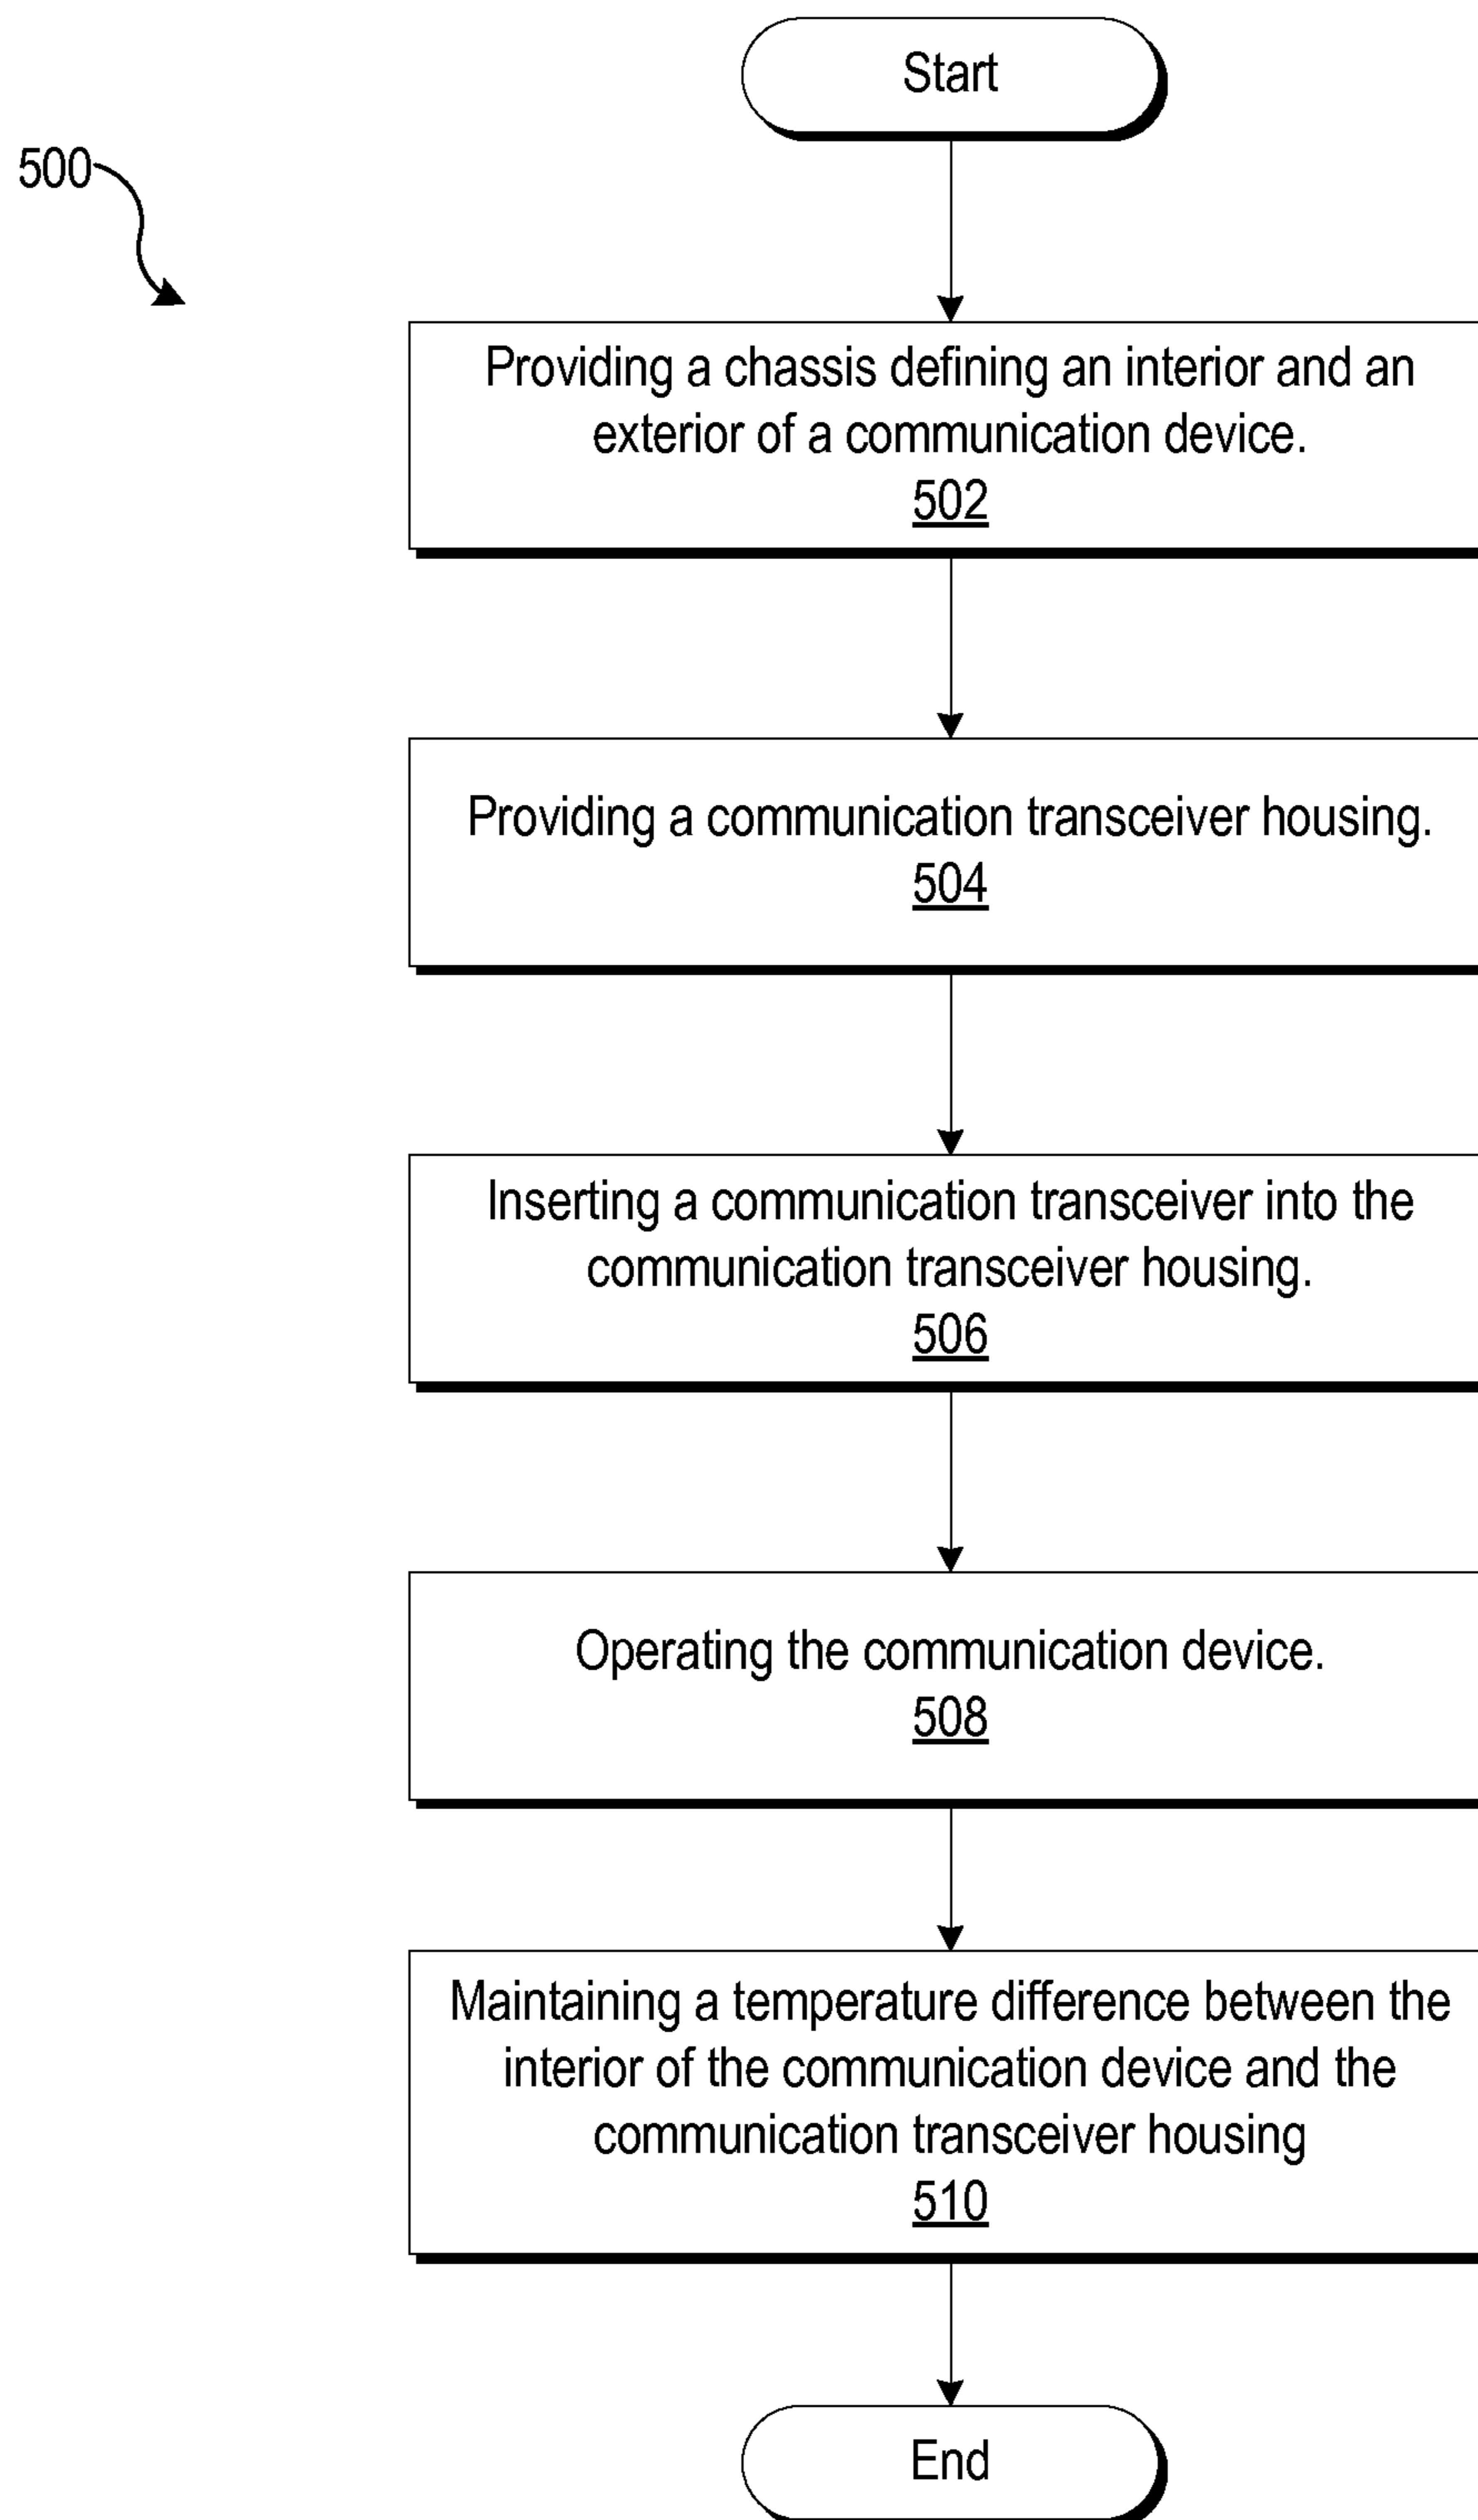 Start
500
Providing a chassis defining an interior and an
exterior of a communication device.
502
Providing a communication transceiver housing.
504
Inserting a communication transceiver into the
communication transceiver housing.
506
Operating the communication device.
508
Maintaining a temperature difference between the
interior of the communication device and the
communication transceiver housing
510
End